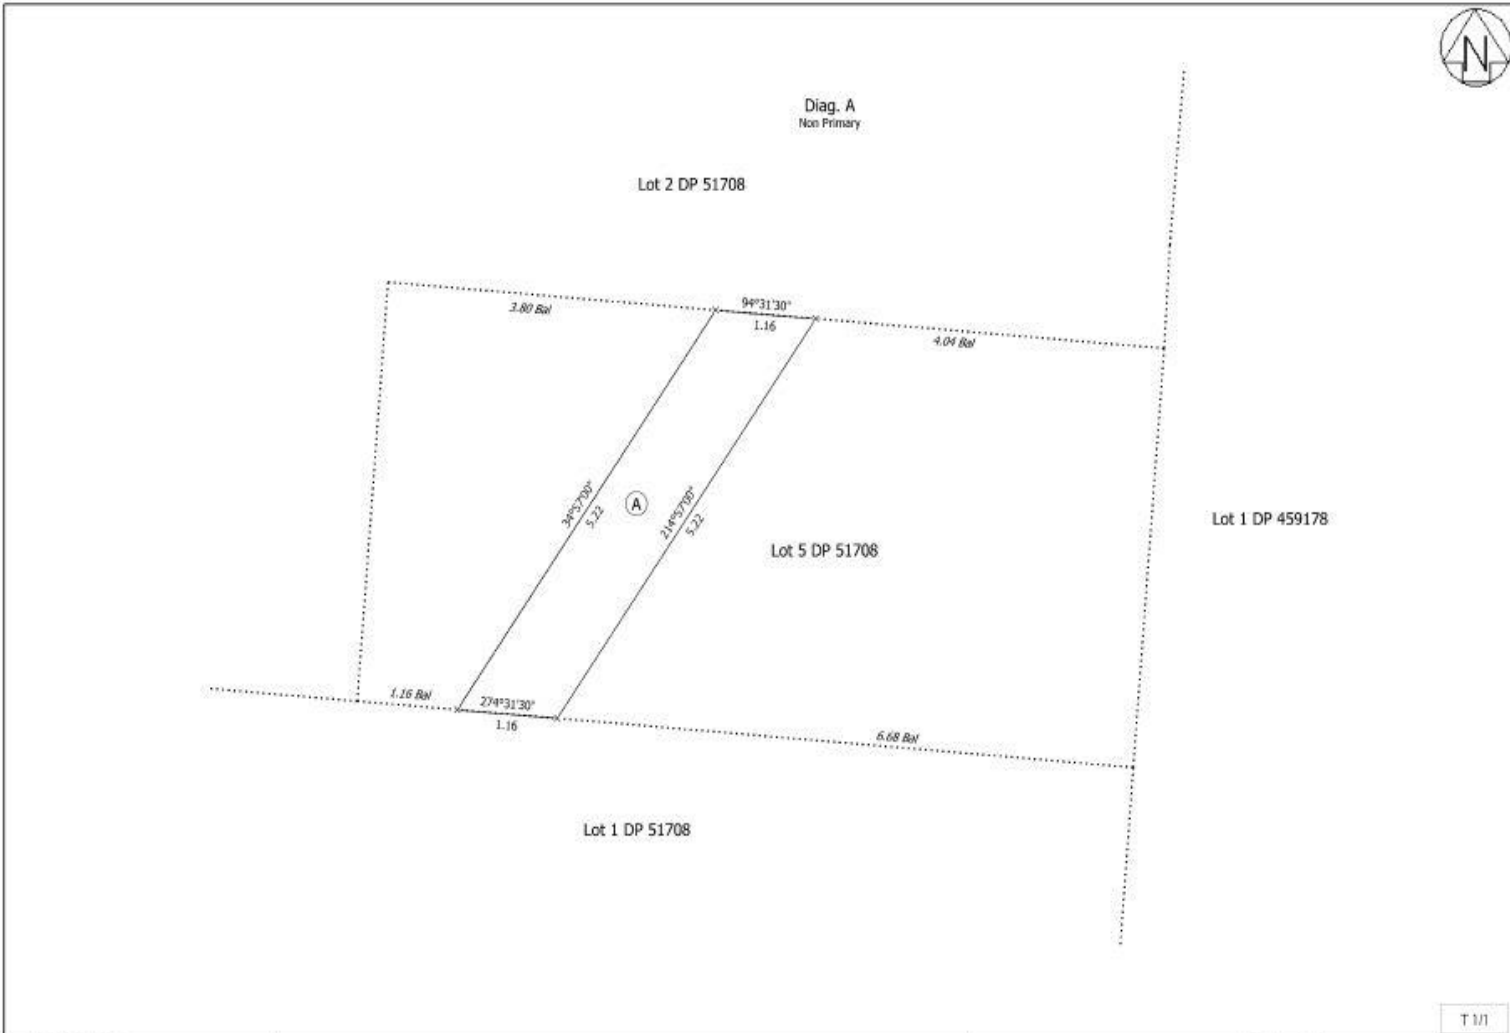 N
Diag. A
Non Primary
Lot 2 DP 51708
94°31'30"
3.80 Bal
1.16
4.04 Bal
34°57'00"
5.22
A
214°57'00"
5.22
Lot 1 DP 459178
Lot 5 DP 51708
1.16 Bal
274°31'30"
1.16
6.68 Bal
Lot 1 DP 51708
T 1/1